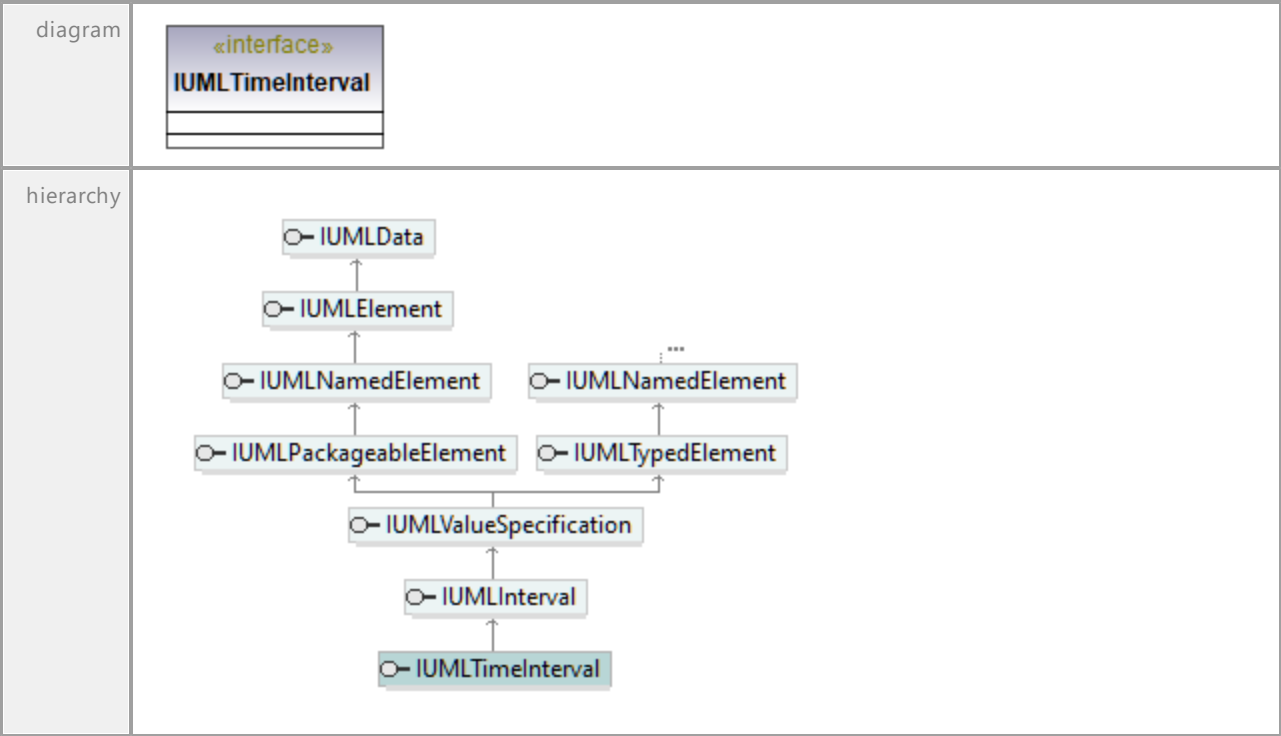 diagram
«interface»
IUMLTimeInterval
hierarchy
IUMLData
IUMLElement
...
IUMLNamedElement IUMLNamedElement
IUMLPackageableElement IUMLTypedElement
IUMLValueSpecification
IUMLInterval
IUMLTimeInterval